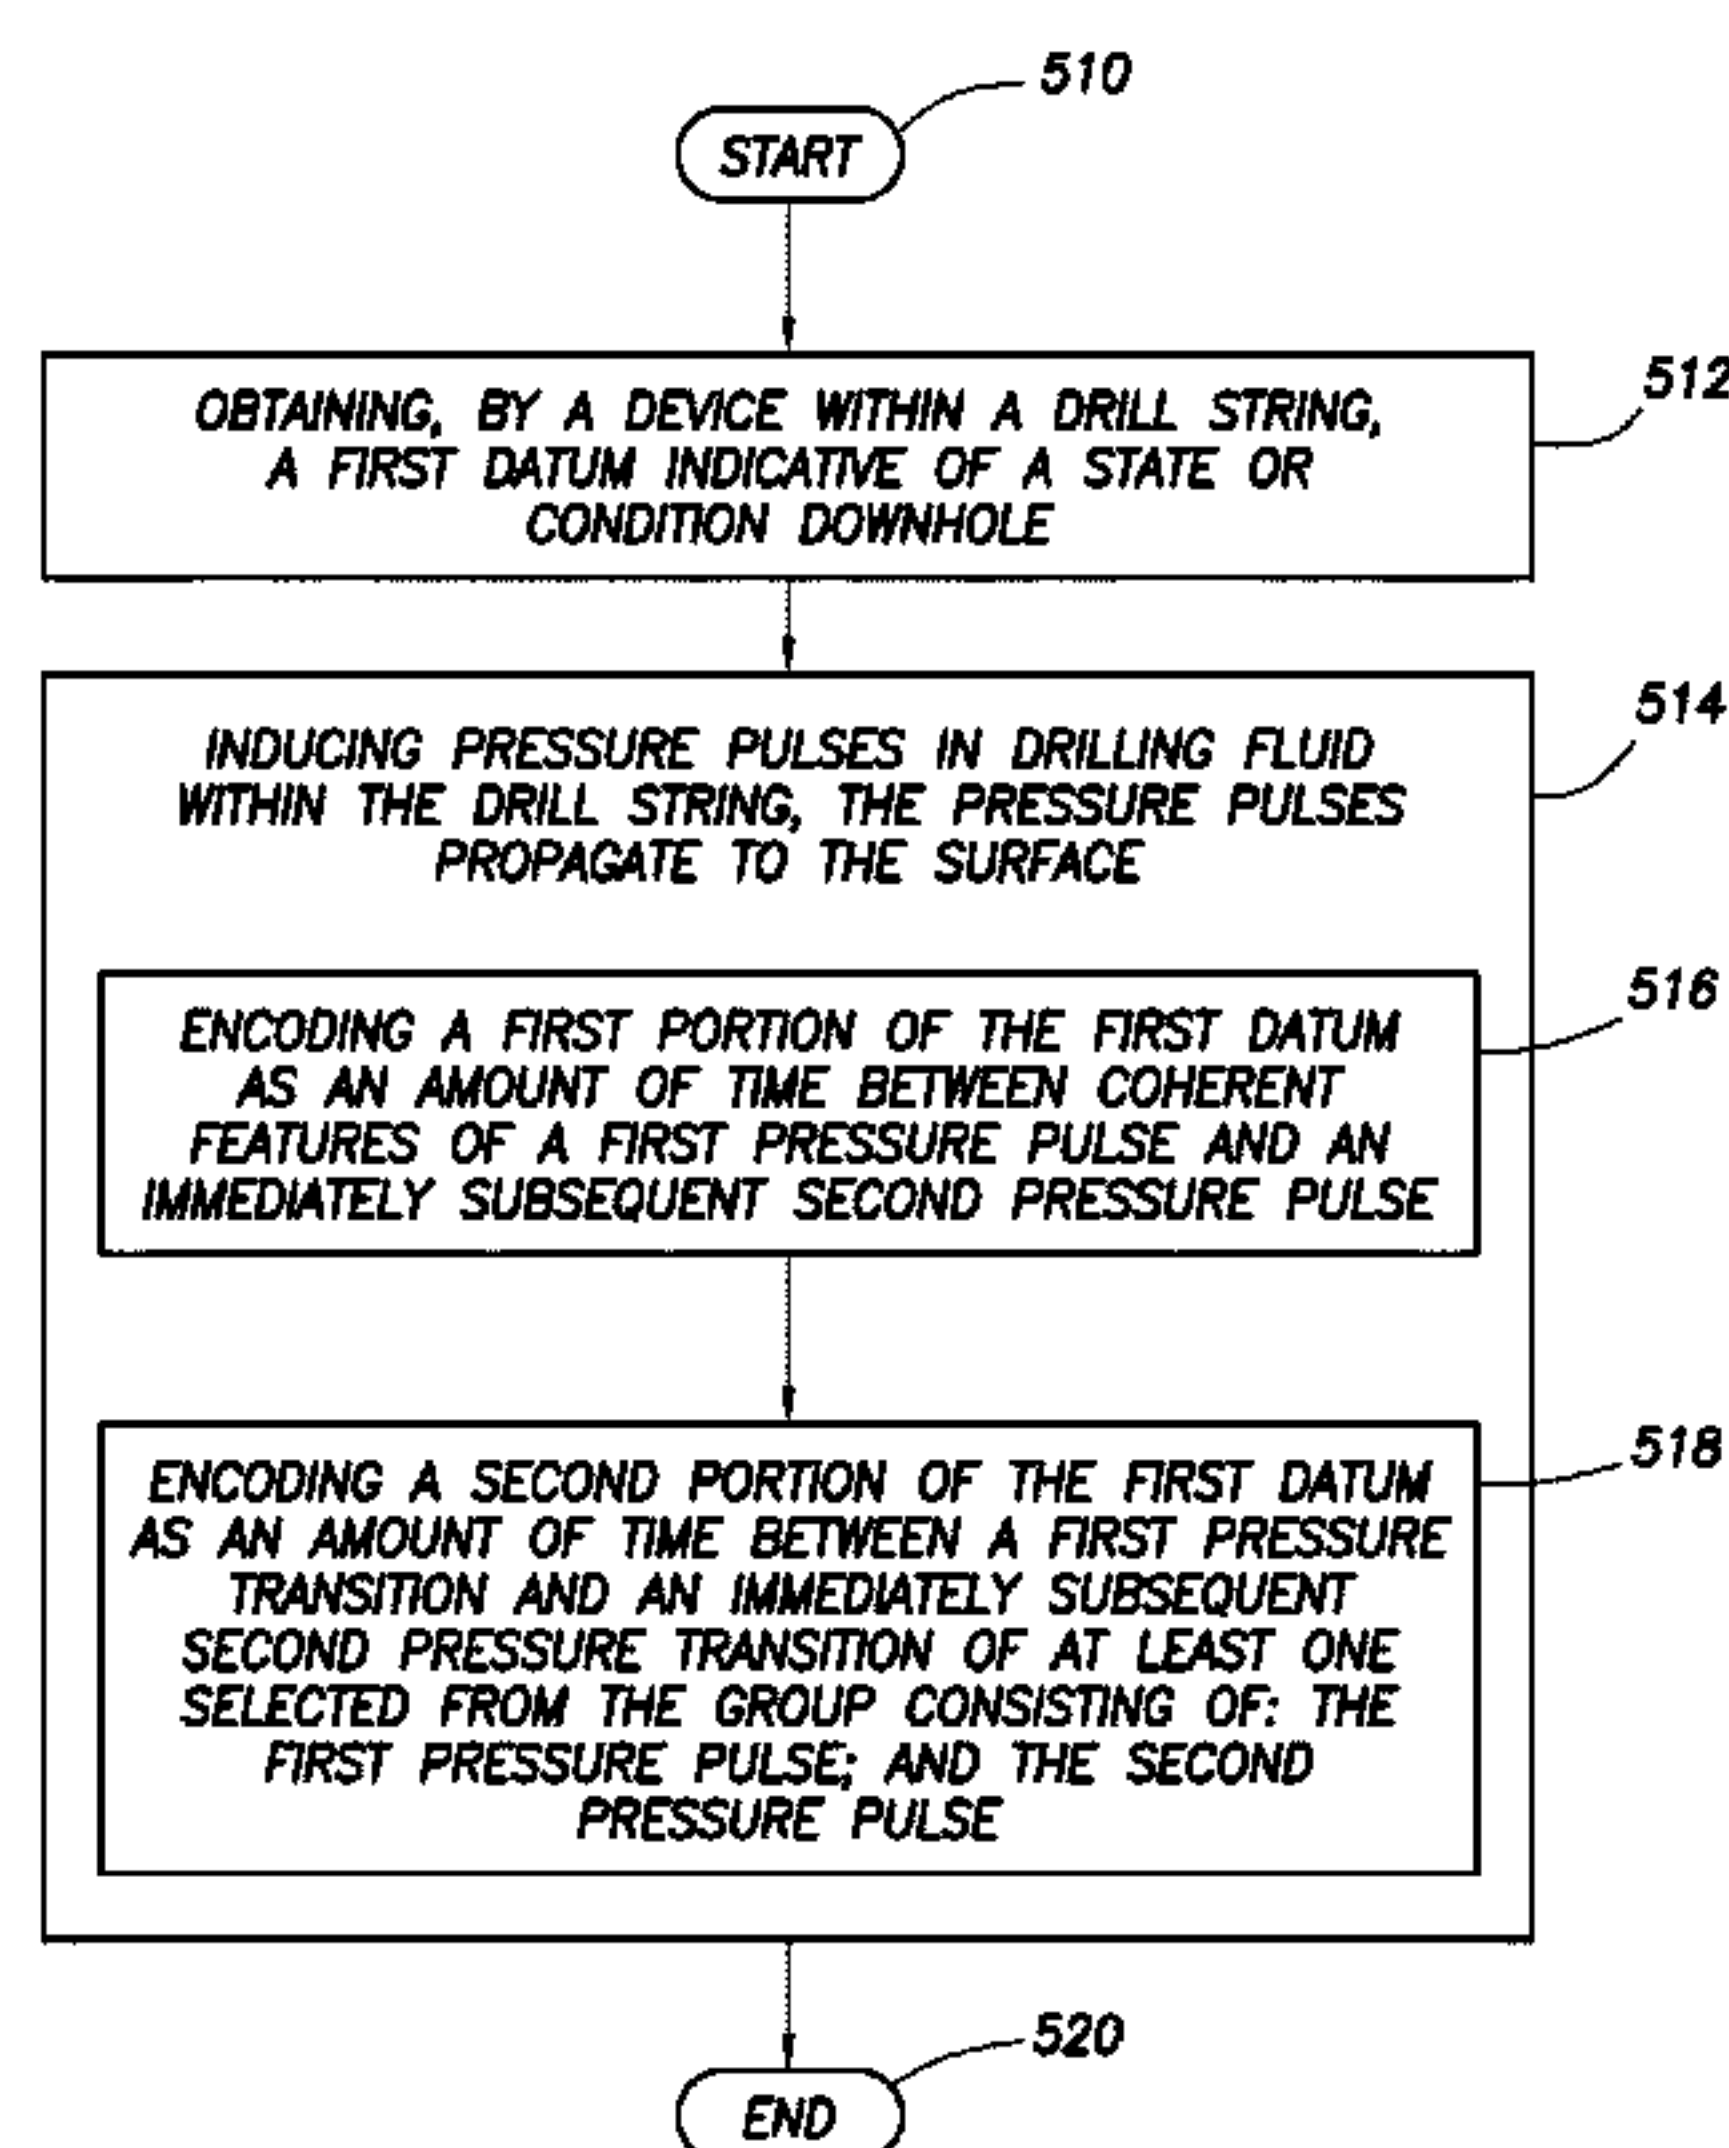 510
START
512
OBTAINING, BY A DEVICE WITHIN A DRILL STRING,
A FIRST DATUM INDICATIVE OF A STATE OR
CONDITION DOWNHOLE
514
INDUCING PRESSURE PULSES IN DRILLING FLUID
WITHIN THE DRILL STRING, THE PRESSURE PULSES
PROPAGATE TO THE SURFACE
516
ENCODING A FIRST PORTION OF THE FIRST DATUM
AS AN AMOUNT OF TIME BETWEEN COHERENT
FEATURES OF A FIRST PRESSURE PULSE AND AN
IMMEDIATELY SUBSEQUENT SECOND PRESSURE PULSE
518
ENCODING A SECOND PORTION OF THE FIRST DATUM
AS AN AMOUNT OF TIME BETWEEN A FIRST PRESSURE
TRANSITION AND AN IMMEDIATELY SUBSEQUENT
SECOND PRESSURE TRANSITION OF AT LEAST ONE
SELECTED FROM THE GROUP CONSISTING OF: THE
FIRST PRESSURE PULSE; AND THE SECOND
PRESSURE PULSE
520
END